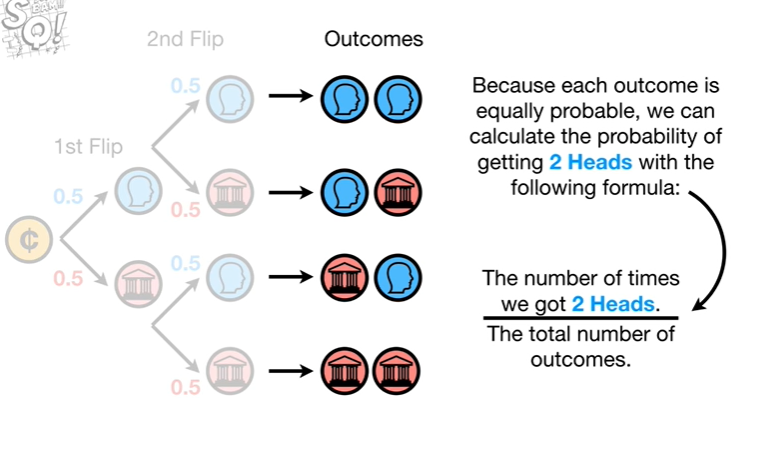 2nd Flip
Outcomes
0.5
1st Flip
0.5
0.5
0.5
0.5
0.5
Because each outcome is
equally probable, we can
calculate the probability of
getting 2 Heads with the
following formula:
The number of times
we got 2 Heads.
The total number of
outcomes.
¢